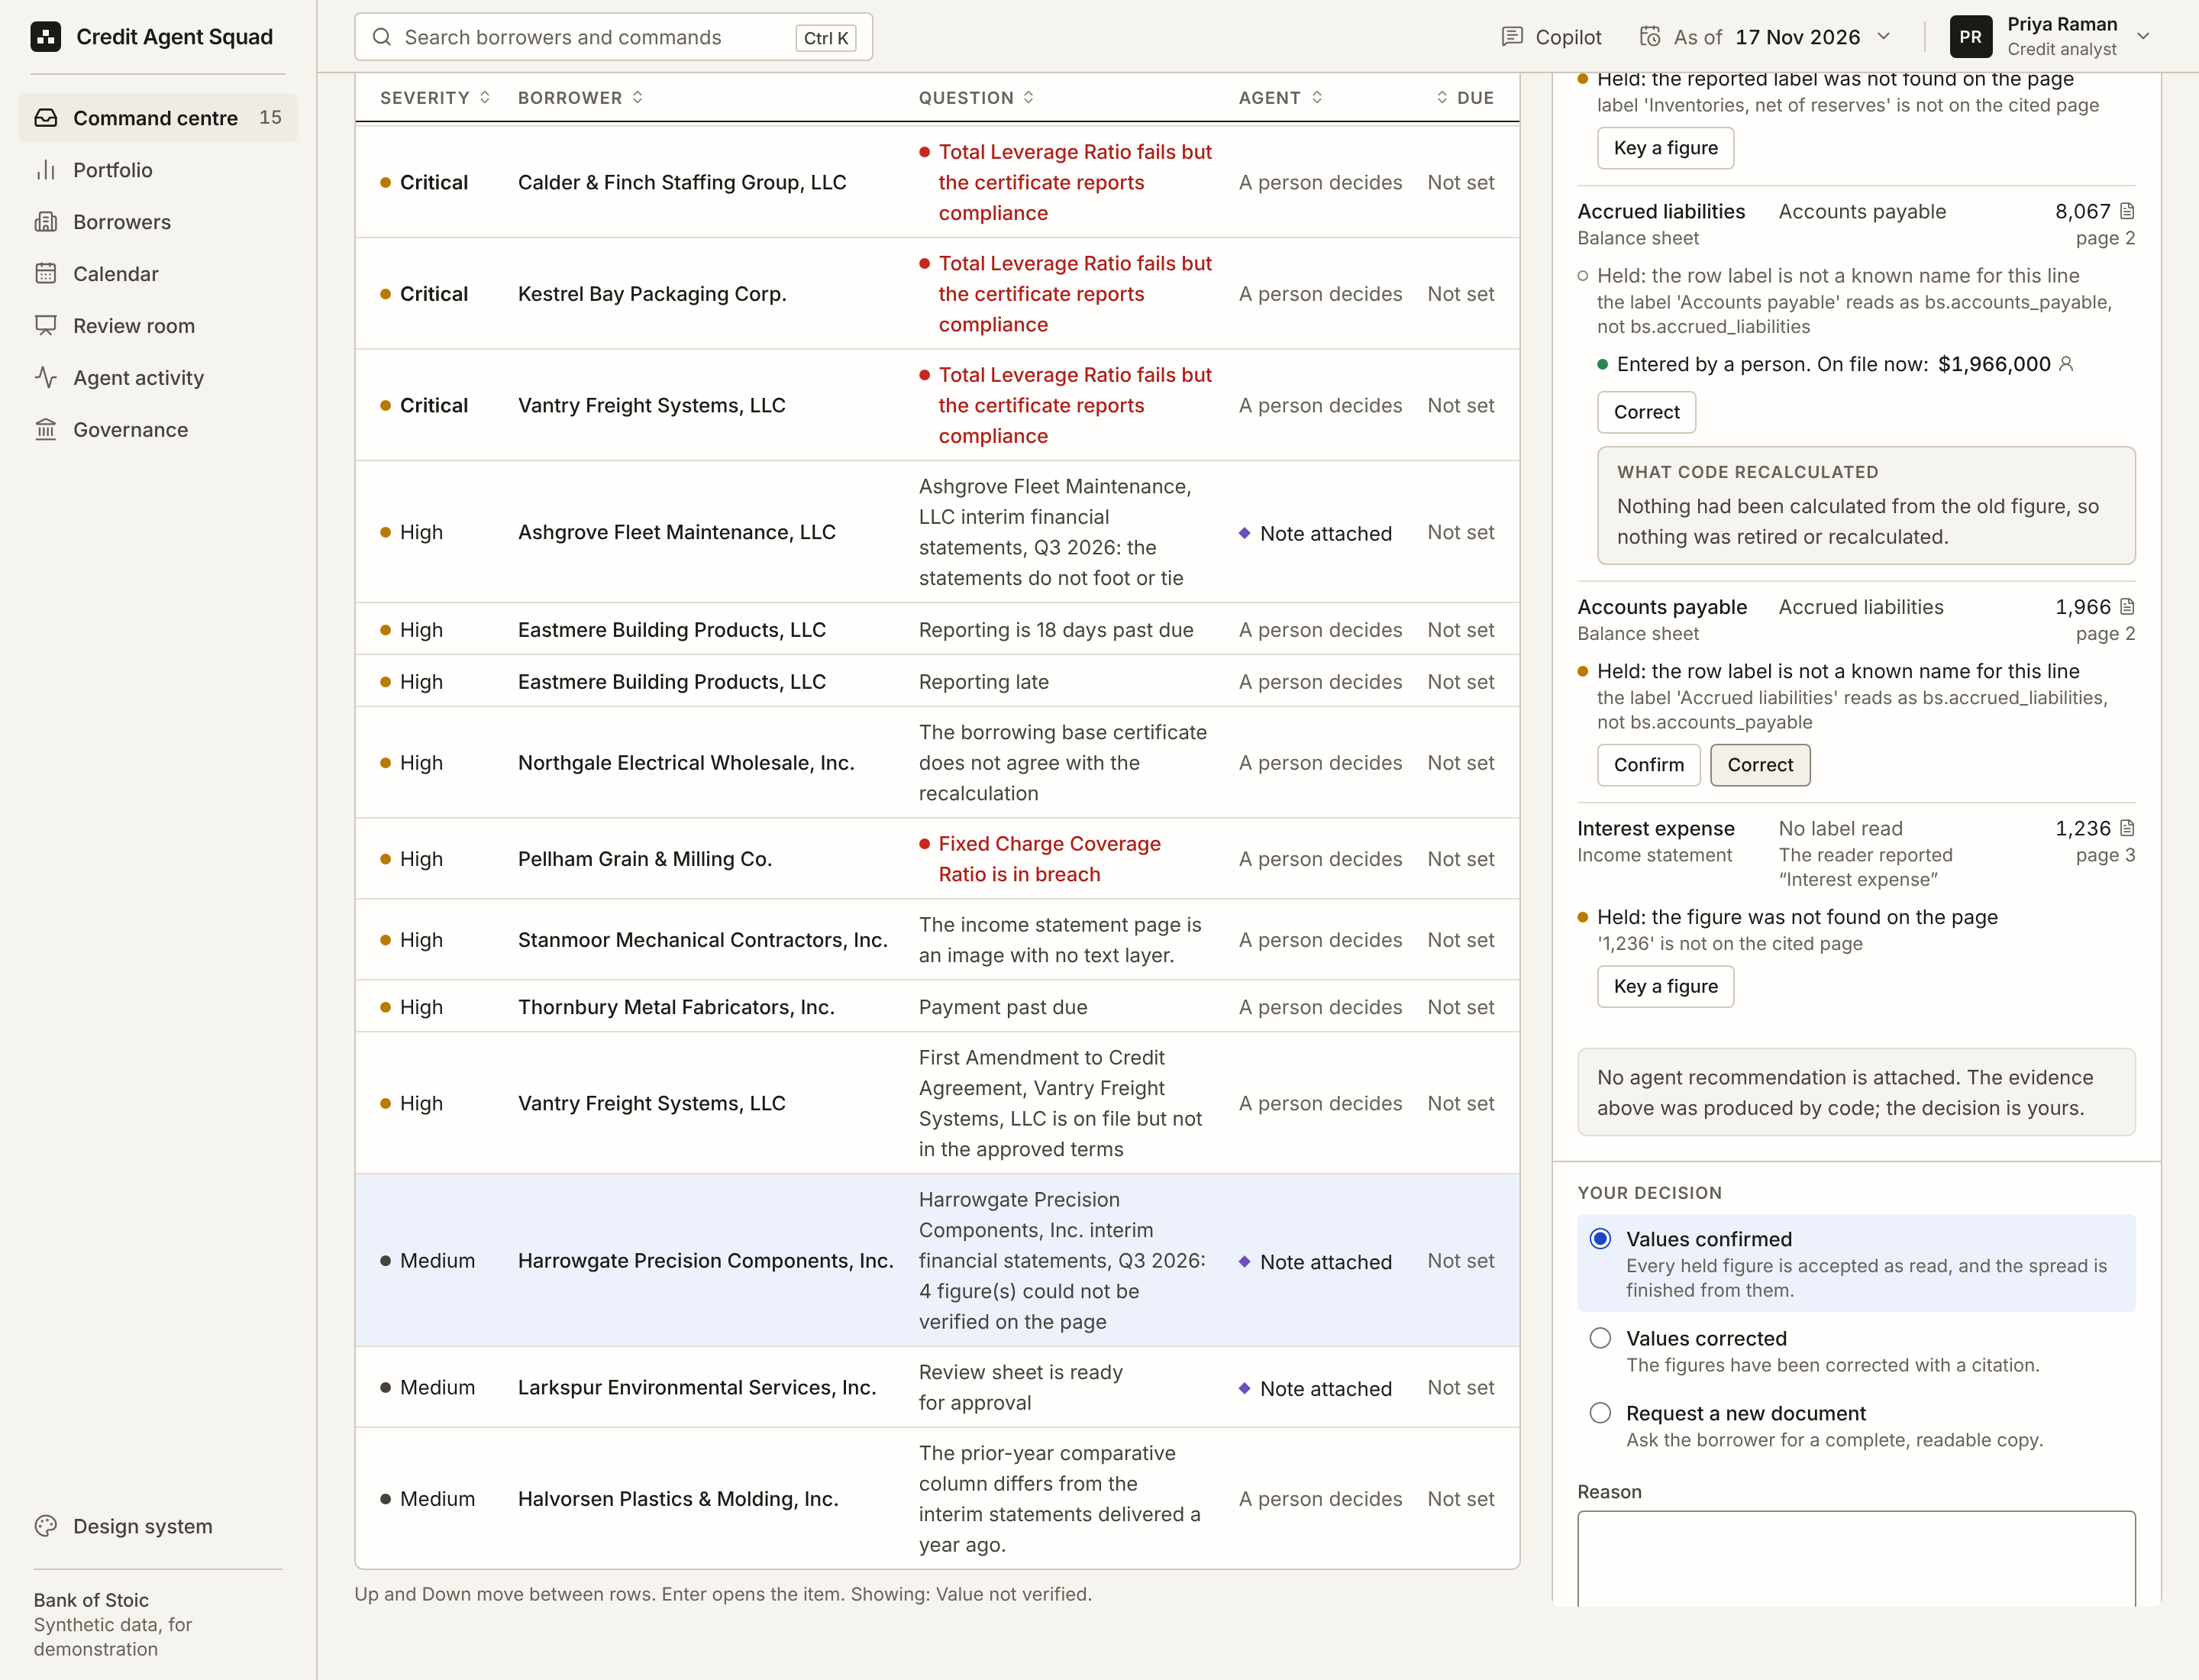 Credit Agent Squad
Search borrowers and commands
Ctrl K
Copilot
As of 17 Nov 2026
PR
Priya Raman
Credit analyst
Command centre 15
Portfolio
Borrowers
Calendar
Review room
Agent activity
Governance
Design system
Bank of Stoic
Synthetic data, for
demonstration
SEVERITY BORROWER QUESTION AGENT DUE
Critical Calder & Finch Staffing Group, LLC
Total Leverage Ratio fails but
the certificate reports
compliance
A person decides Not set
Critical Kestrel Bay Packaging Corp.
Total Leverage Ratio fails but
the certificate reports
compliance
A person decides Not set
Critical Vantry Freight Systems, LLC
Total Leverage Ratio fails but
the certificate reports
compliance
A person decides Not set
High Ashgrove Fleet Maintenance, LLC
Ashgrove Fleet Maintenance,
LLC interim financial
statements, Q3 2026: the
statements do not foot or tie
Note attached Not set
High Eastmere Building Products, LLC Reporting is 18 days past due A person decides Not set
High Eastmere Building Products, LLC Reporting late A person decides Not set
High Northgale Electrical Wholesale, Inc.
The borrowing base certificate
does not agree with the
recalculation
A person decides Not set
High Pellham Grain & Milling Co.
Fixed Charge Coverage
Ratio is in breach
A person decides Not set
High Stanmoor Mechanical Contractors, Inc.
The income statement page is
an image with no text layer.
A person decides Not set
High Thornbury Metal Fabricators, Inc. Payment past due A person decides Not set
High Vantry Freight Systems, LLC
First Amendment to Credit
Agreement, Vantry Freight
Systems, LLC is on file but not
in the approved terms
A person decides Not set
Medium Harrowgate Precision Components, Inc.
Harrowgate Precision
Components, Inc. interim
financial statements, Q3 2026:
4 figure(s) could not be
verified on the page
Note attached Not set
Medium Larkspur Environmental Services, Inc.
Review sheet is ready
for approval
Note attached Not set
Medium Halvorsen Plastics & Molding, Inc.
The prior-year comparative
column differs from the
interim statements delivered a
year ago.
A person decides Not set
Up and Down move between rows. Enter opens the item. Showing: Value not verified.
Held: the reported label was not found on the page
label 'Inventories, net of reserves' is not on the cited page
Key a figure
Accrued liabilities Accounts payable 8,067
Balance sheet page 2
Held: the row label is not a known name for this line
the label 'Accounts payable' reads as bs.accounts_payable,
not bs.accrued_liabilities
Entered by a person. On file now: $1,966,000
Correct
WHAT CODE RECALCULATED
Nothing had been calculated from the old figure, so
nothing was retired or recalculated.
Accounts payable Accrued liabilities 1,966
Balance sheet page 2
Held: the row label is not a known name for this line
the label 'Accrued liabilities' reads as bs.accrued_liabilities,
not bs.accounts_payable
Confirm Correct
Interest expense No label read 1,236
Income statement The reader reported page 3
“Interest expense”
Held: the figure was not found on the page
'1,236' is not on the cited page
Key a figure
No agent recommendation is attached. The evidence
above was produced by code; the decision is yours.
YOUR DECISION
Values confirmed
Every held figure is accepted as read, and the spread is
finished from them.
Values corrected
The figures have been corrected with a citation.
Request a new document
Ask the borrower for a complete, readable copy.
Reason